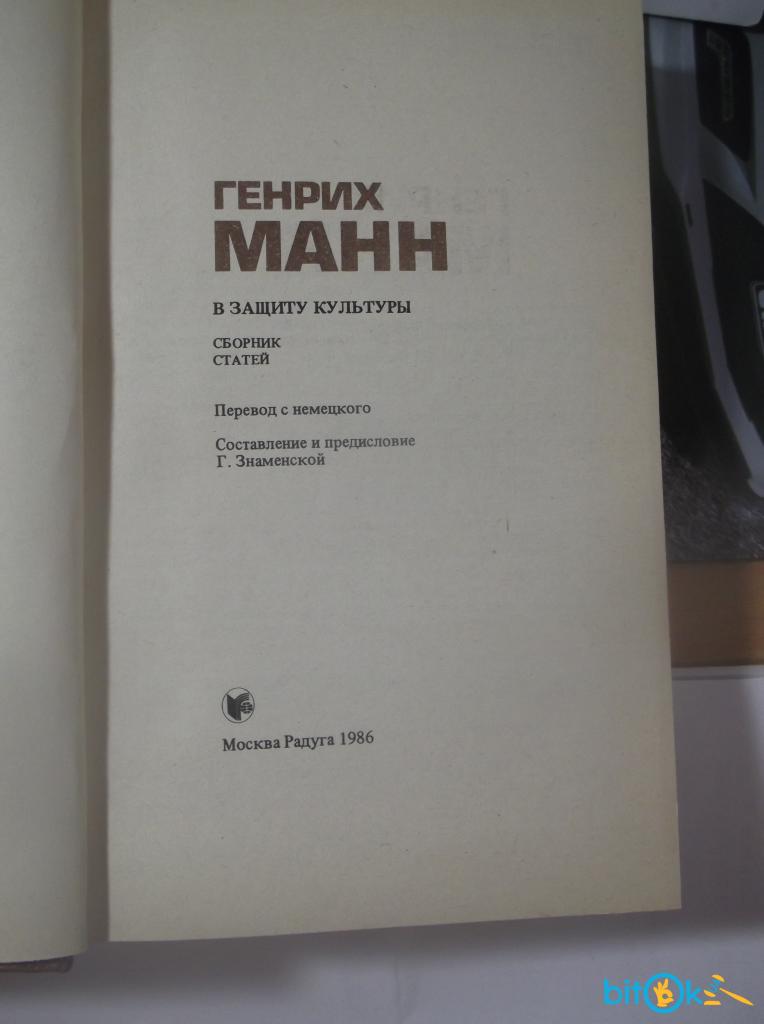 ГЕНРИХ
МАНН
В ЗАЩИТУ КУЛЬТУРЫ
СБОРНИК
СТАТЕЙ
Перевод с немецкого
Составление и предисловие
Г. Знаменской
Москва Радуга 1986
bitOk